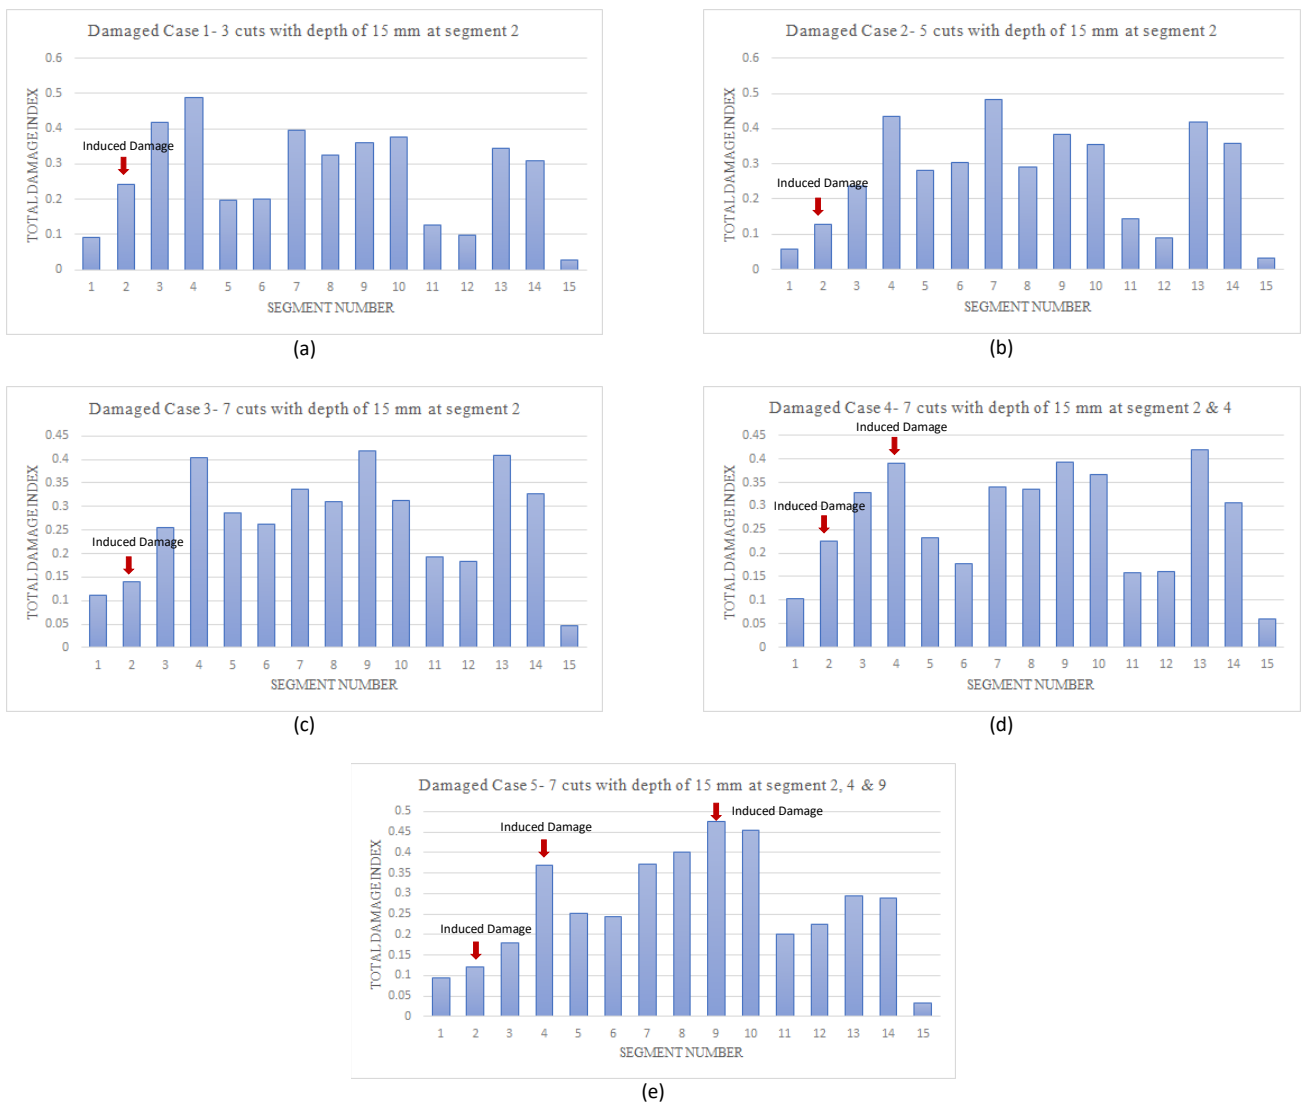 Damaged Case 1- 3 cuts with depth of 15 mm at segment 2
TOTAL DAMAGE INDEX
0.6
0.5
0.4
0.3
0.2
0.1
0
Induced Damage
1 2 3 4 5 6 7 8 9 10 11 12 13 14 15
SEGMENT NUMBER
(a)
Damaged Case 2- 5 cuts with depth of 15 mm at segment 2
TOTAL DAMAGE INDEX
0.6
0.5
0.4
0.3
0.2
0.1
0
Induced Damage
1 2 3 4 5 6 7 8 9 10 11 12 13 14 15
SEGMENT NUMBER
(b)
Damaged Case 3- 7 cuts with depth of 15 mm at segment 2
TOTAL DAMAGE INDEX
0.45
0.4
0.35
0.3
0.25
0.2
0.15
0.1
0.05
0
Induced Damage
1 2 3 4 5 6 7 8 9 10 11 12 13 14 15
SEGMENT NUMBER
(c)
Damaged Case 4- 7 cuts with depth of 15 mm at segment 2 & 4
TOTAL DAMAGE INDEX
0.45
0.4
0.35
0.3
0.25
0.2
0.15
0.1
0.05
0
Induced Damage
Induced Damage
1 2 3 4 5 6 7 8 9 10 11 12 13 14 15
SEGMENT NUMBER
(d)
Damaged Case 5- 7 cuts with depth of 15 mm at segment 2, 4 & 9
TOTAL DAMAGE INDEX
0.5
0.45
0.4
0.35
0.3
0.25
0.2
0.15
0.1
0.05
0
Induced Damage
Induced Damage
Induced Damage
1 2 3 4 5 6 7 8 9 10 11 12 13 14 15
SEGMENT NUMBER
(e)